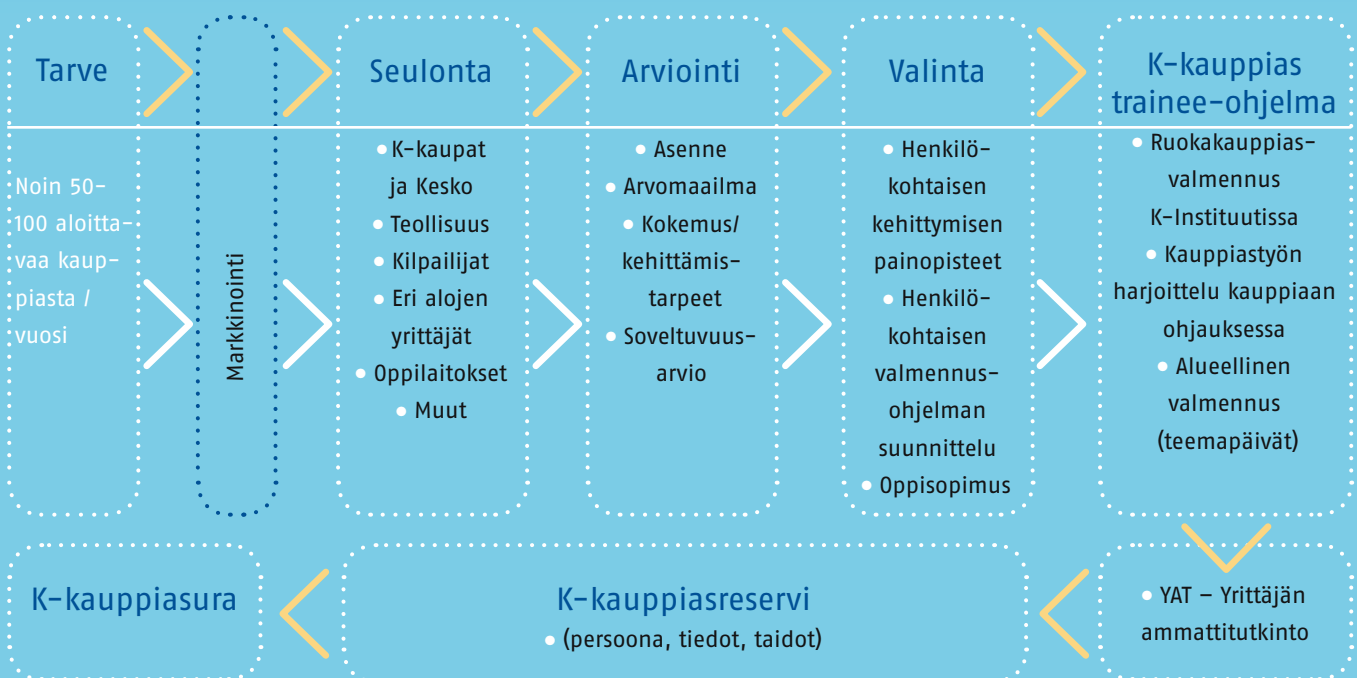 Tarve
Noin 50-
100 aloitta-
vaa kaup-
piasta /
vuosi
Markkinointi
Seulonta
• K-kaupat
ja Kesko
• Teollisuus
• Kilpailijat
• Eri alojen
yrittäjät
• Oppilaitokset
• Muut
Arviointi
• Asenne
• Arvomaailma
• Kokemus/
kehittämis-
tarpeet
• Soveltuvuus-
arvio
Valinta
• Henkilö-
kohtaisen
kehittymisen
painopisteet
• Henkilö-
kohtaisen
valmennus-
ohjelman
suunnittelu
• Oppisopimus
K-kauppias
trainee-ohjelma
• Ruokakauppias-
valmennus
K-Instituutissa
• Kauppiastyön
harjoittelu kauppiaan
ohjauksessa
• Alueellinen
valmennus
(teemapäivät)
• YAT – Yrittäjän
ammattitutkinto
K-kauppiasreservi
• (persoona, tiedot, taidot)
K-kauppiasura